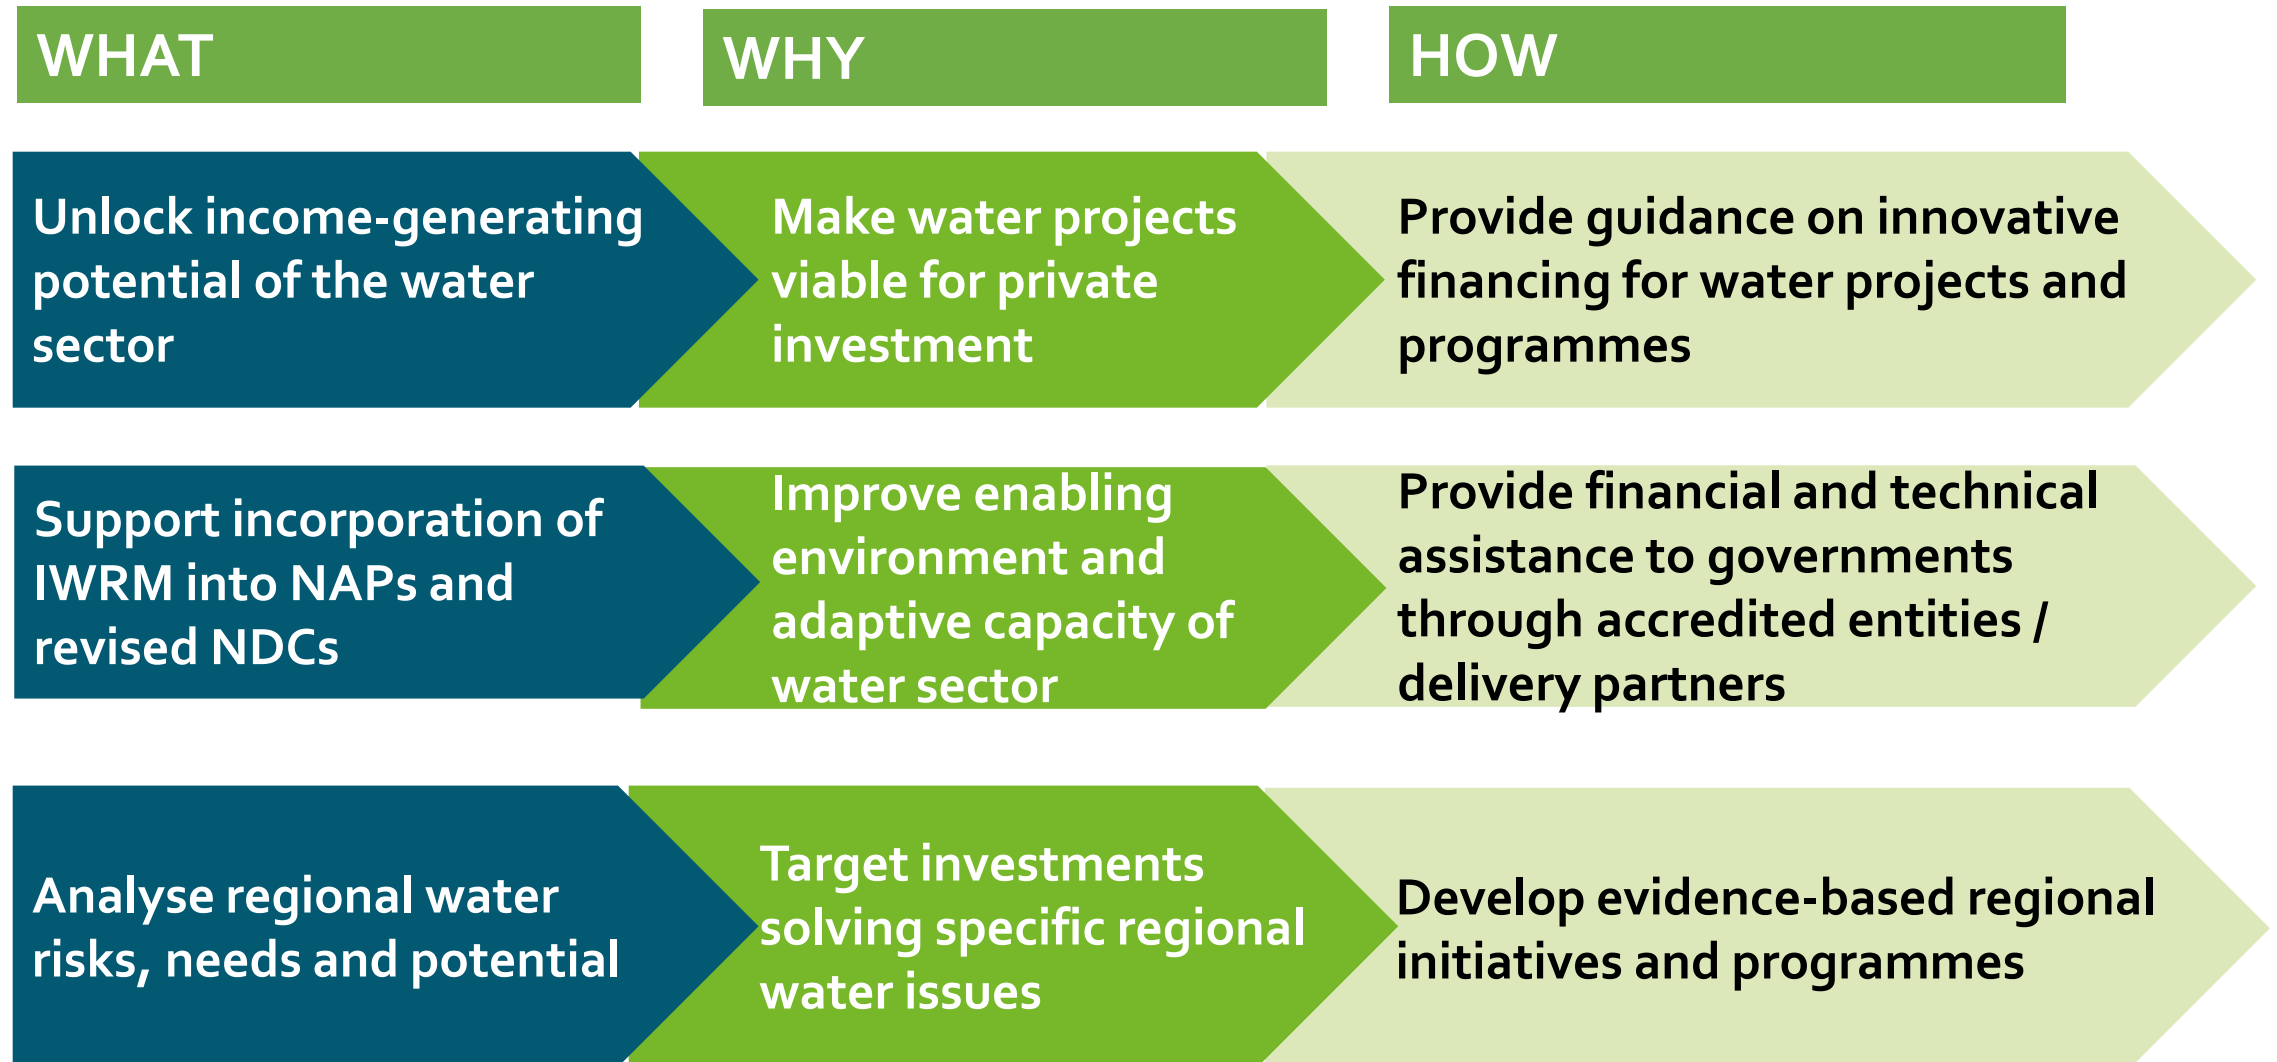 WHAT
WHY
HOW
Unlock income-generating
potential of the water
sector
Make water projects
viable for private
investment
Provide guidance on innovative
financing for water projects and
programmes
Support incorporation of
IWRM into NAPs and
revised NDCs
Improve enabling
environment and
adaptive capacity of
water sector
Provide financial and technical
assistance to governments
through accredited entities /
delivery partners
Analyse regional water
risks, needs and potential
Target investments
solving specific regional
water issues
Develop evidence-based regional
initiatives and programmes